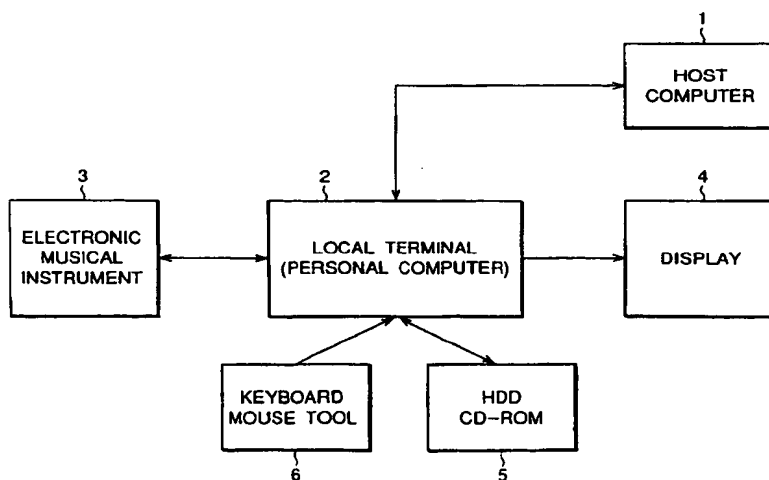 1
HOST
COMPUTER
3
2
4
ELECTRONIC
MUSICAL
INSTRUMENT
LOCAL TERMINAL
(PERSONAL COMPUTER)
DISPLAY
KEYBOARD
MOUSE TOOL
HDD
CD-ROM
6
5